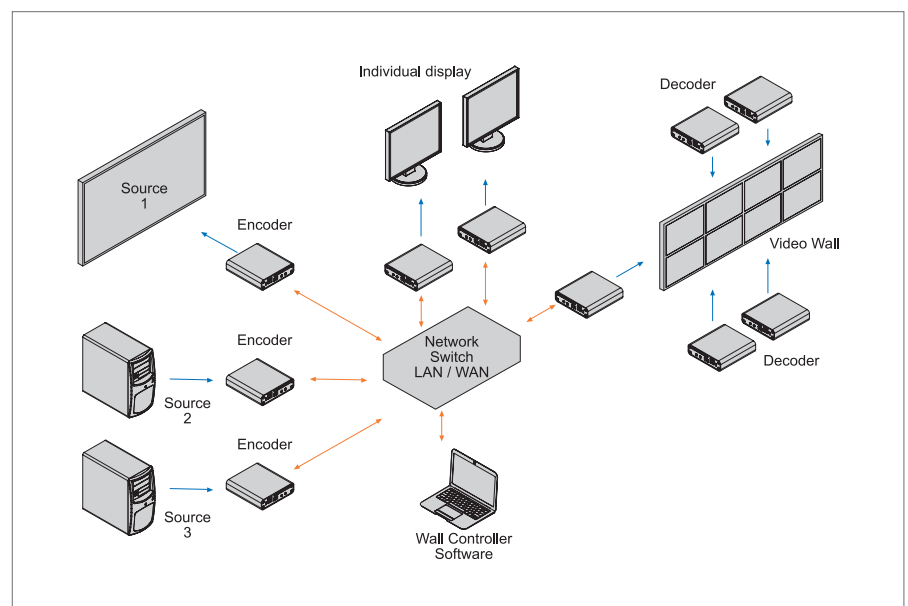 Individual display
Decoder
Source
1
Encoder
Video Wall
Encoder
Network
Switch
LAN / WAN
Decoder
Source
2
Encoder
Source
3
Wall Controller
Software